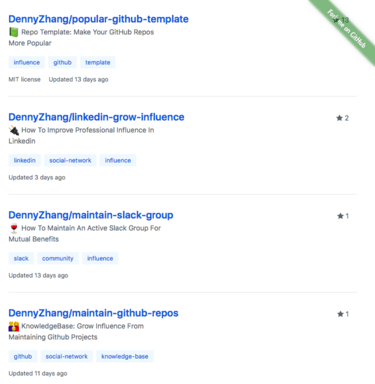 DennyZhang/popular-github-template
Repo Template: Make Your GitHub Repos
More Popular
influence github template
MIT license Updated 13 days ago
DennyZhang/linkedin-grow-influence 2
How To Improve Professional Influence In
Linkedin
linkedin social-network influence
Updated 3 days ago
DennyZhang/maintain-slack-group 1
How To Maintain An Active Slack Group For
Mutual Benefits
slack community influence
Updated 13 days ago
DennyZhang/maintain-github-repos 1
KnowledgeBase: Grow Influence From
Maintaining Github Projects
github social-network knowledge-base
Updated 11 days ago
Follow me on GitHub